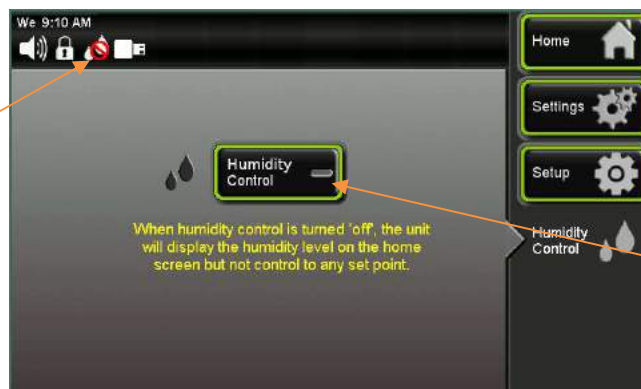 We 9:10 AM
Home
Settings
Setup
Humidity
Control
Humidity
Control
When humidity control is turned 'off', the unit
will display the humidity level on the home
screen but not control to any set point.